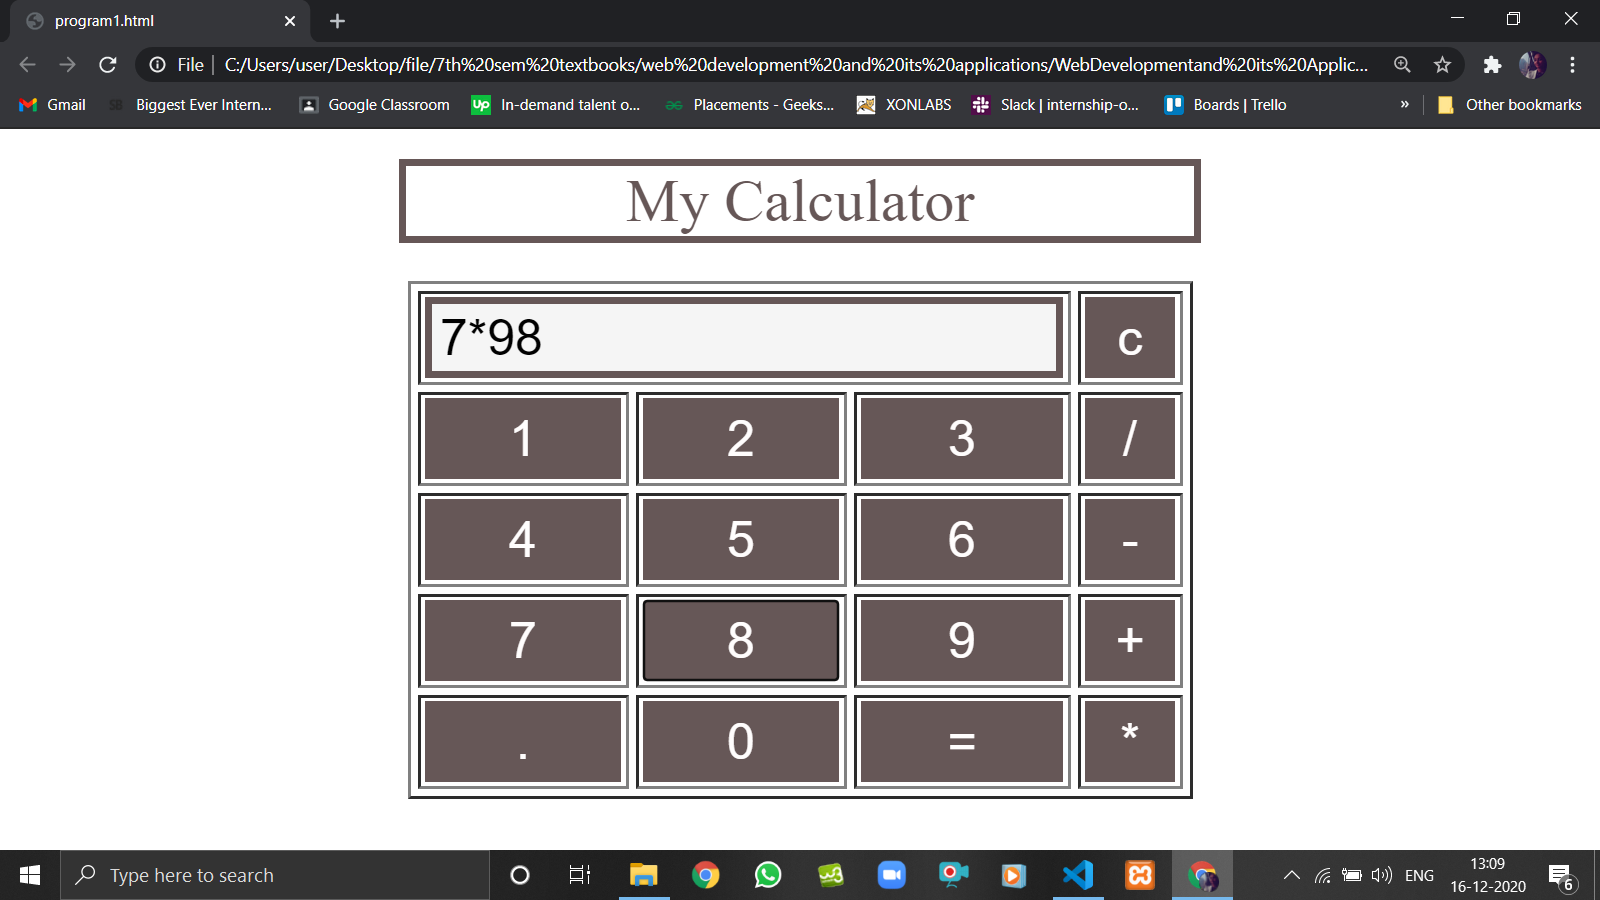 program1.html
File C:/Users/user/Desktop/file/7th%20sem%20textbooks/web%20development%20and%20its%20applications/WebDevelopmentand%20its%20Applic...
Gmail SB Biggest Ever Intern... Google Classroom Up In-demand talent o... Placements - Geeks... XONLABS Slack | internship-o... Boards | Trello » Other bookmarks
My Calculator
7*98 c
1 2 3 /
4 5 6 -
7 8 9 +
. 0 = *
Type here to search w3 ENG 13:09
16-12-2020 6